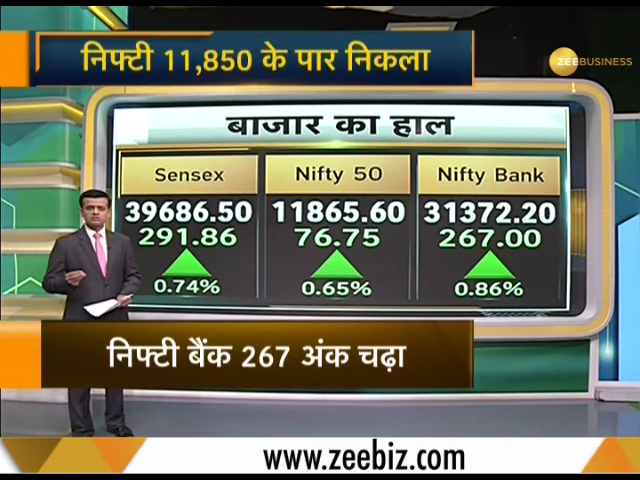 निफ्टी 11,850 के पार निकला
ZEEBUSINESS
बाजार का हाल
Sensex Nifty 50 Nifty Bank
39686.50 11865.60 31372.20
291.86 76.75 267.00
0.74% 0.65% 0.86%
निफ्टी बैंक 267 अंक चढ़ा
www.zeebiz.com